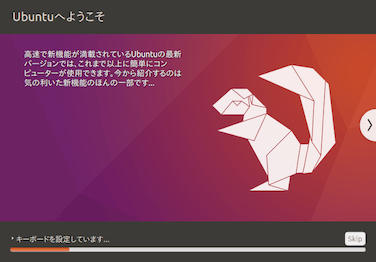 Ubuntuへようこそ
高速で新機能が満載されているUbuntuの最新
バージョンでは、これまで以上に簡単にコン
ピューターが使用できます。今から紹介するのは
気の利いた新機能のほんの一部です...
キーボードを設定しています...
Skip